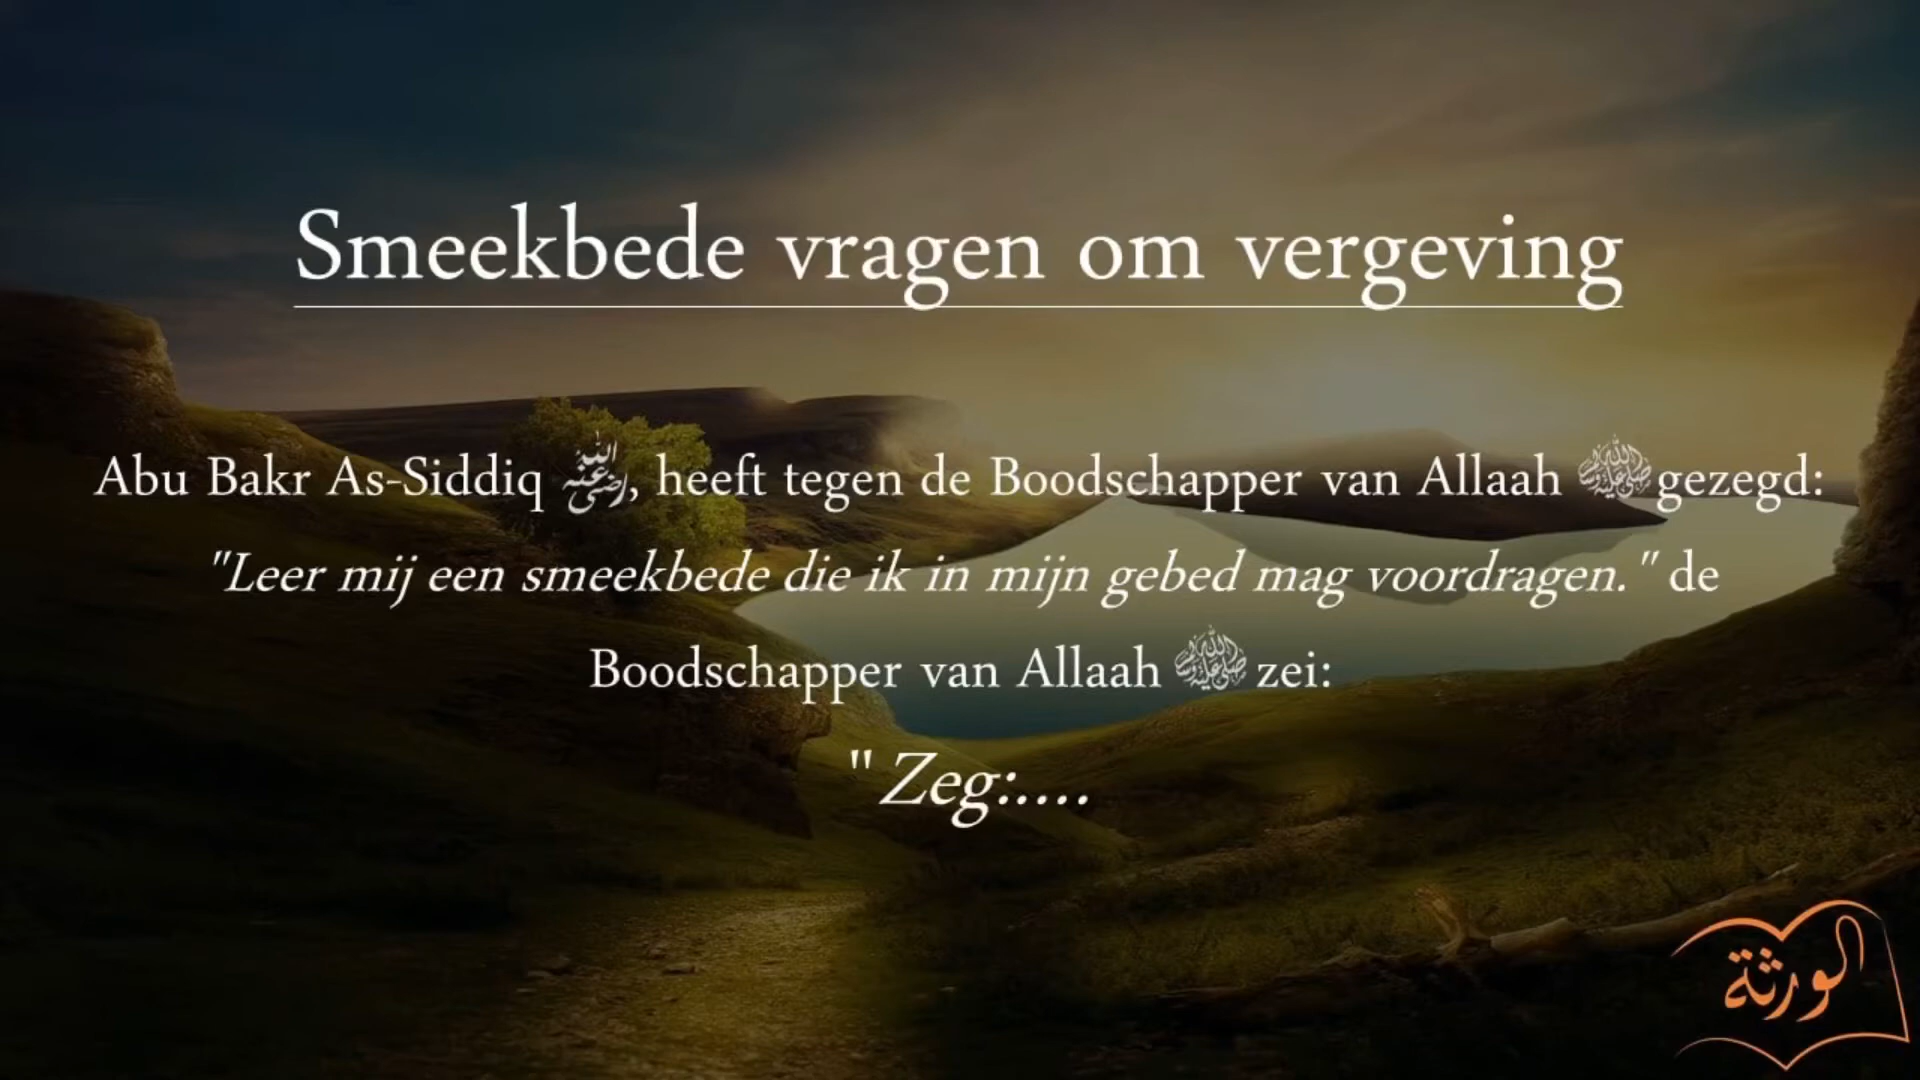 Smeekbede vragen om vergeving
Abu Bakr As-Siddiq رضي الله عنه, heeft tegen de Boodschapper van Allaah ﷺ gezegd:
"Leer mij een smeekbede die ik in mijn gebed mag voordragen." de
Boodschapper van Allaah ﷺ zei:
" Zeg:....
الورثة